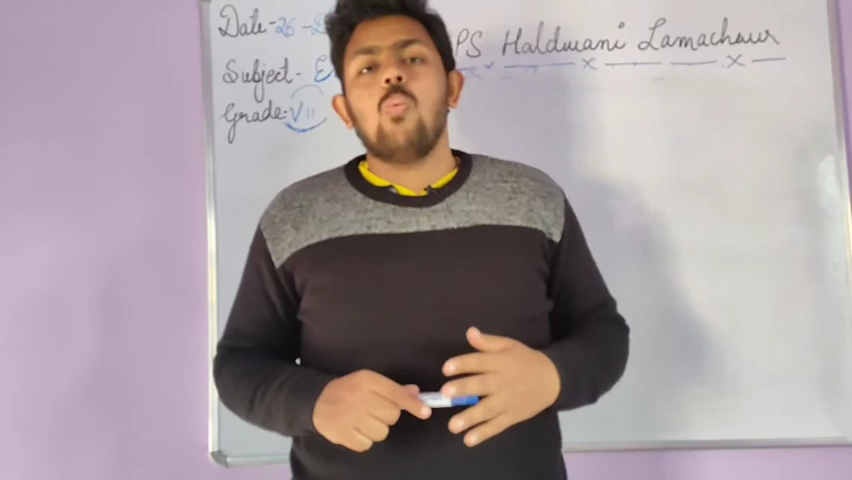 Date-26-
PS Haldwani Lamachaur
Subject- E
Grade-VII